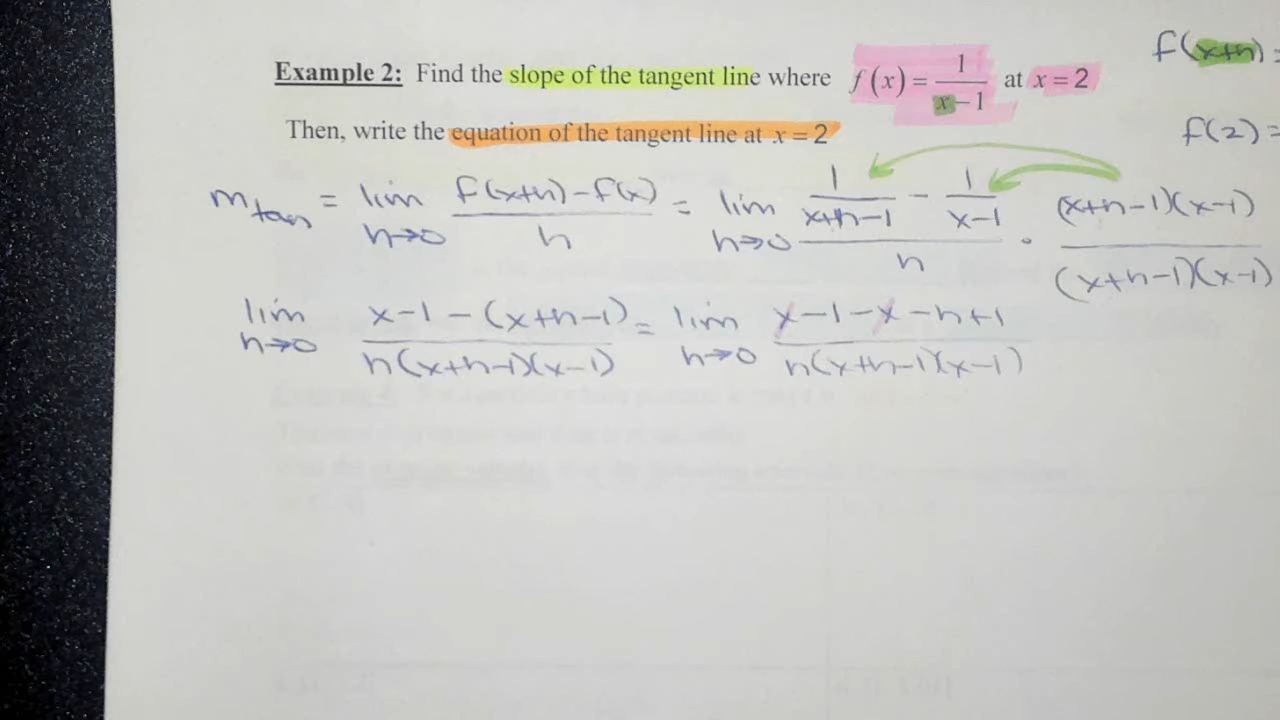 Example 2: Find the slope of the tangent line where f(x) = 1/(x-1) at x = 2
f(x+h) =
Then, write the equation of the tangent line at x = 2
f(2) =
m_tan = lim h→0 (f(x+h) - f(x))/h = lim h→0 (1/(x+h-1) - 1/(x-1))/h · ((x+h-1)(x-1))/((x+h-1)(x-1))
lim h→0 (x-1-(x+h-1))/(h(x+h-1)(x-1)) = lim h→0 (x-1-x-h+1)/(h(x+h-1)(x-1))